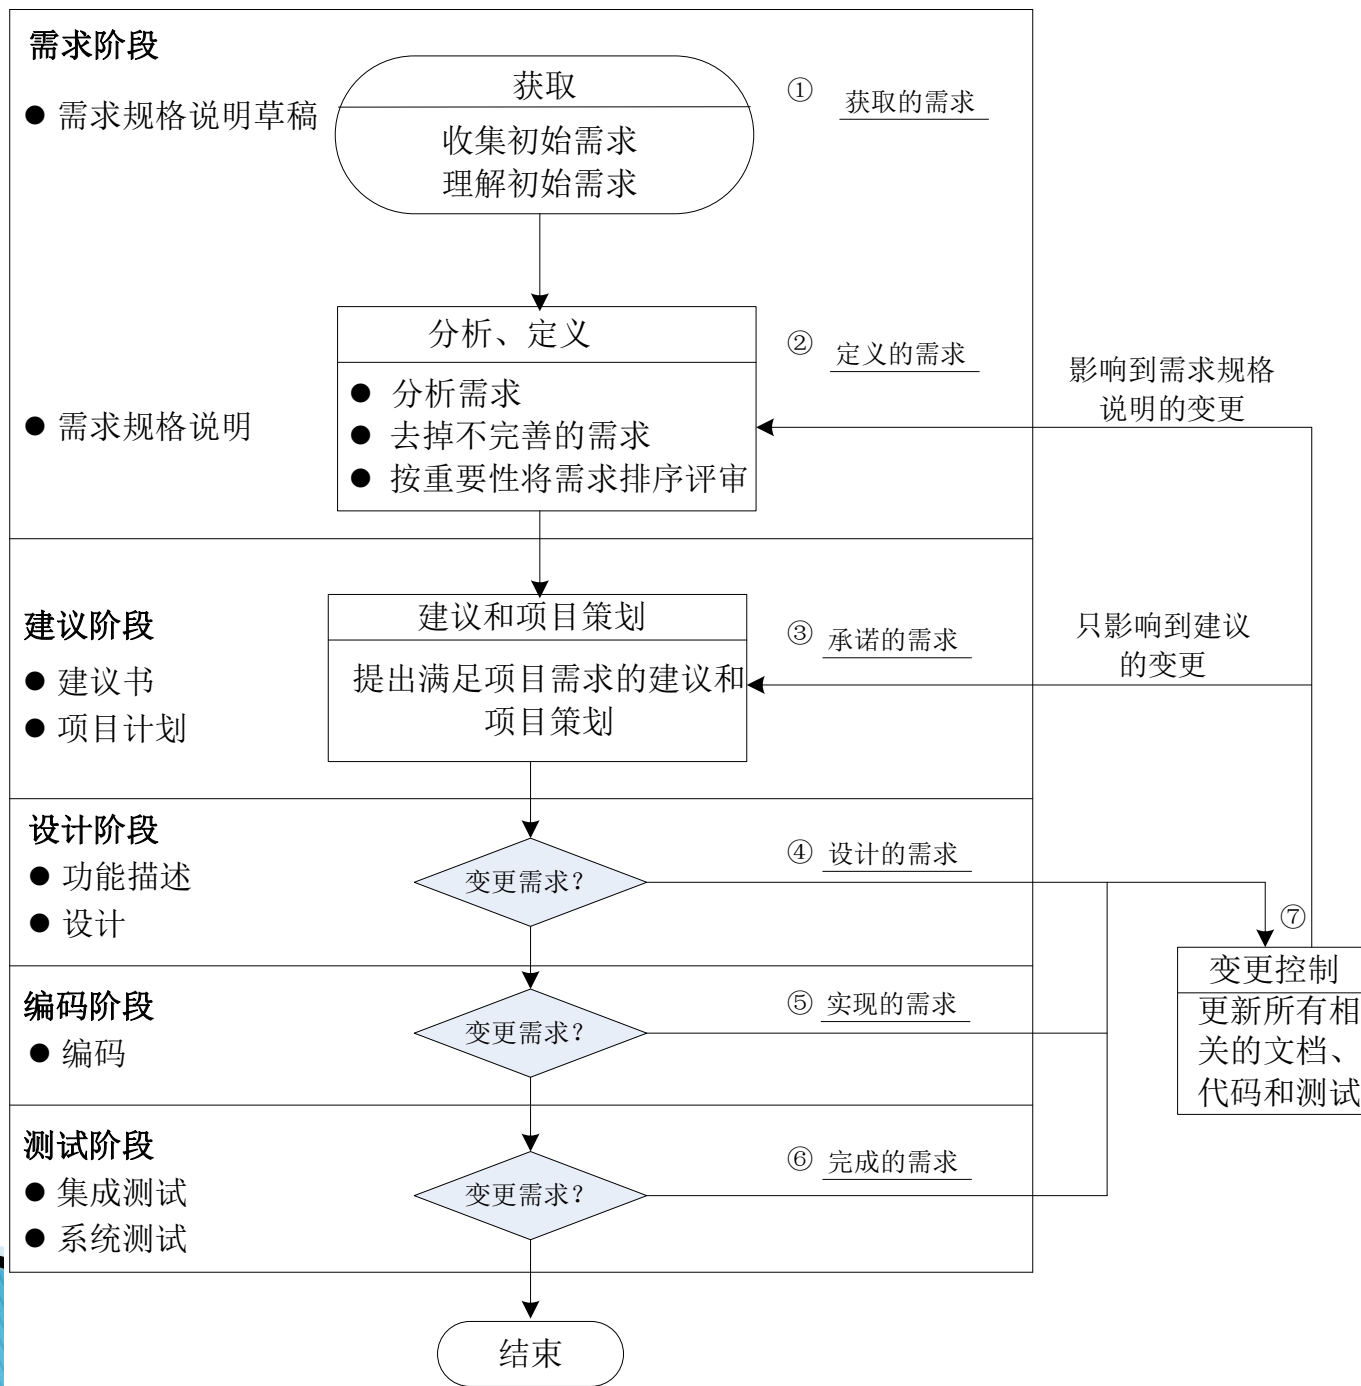 需求阶段
● 需求规格说明草稿
获取
收集初始需求
理解初始需求
① 获取的需求
分析、定义
● 分析需求
● 去掉不完善的需求
● 按重要性将需求排序评审
② 定义的需求
● 需求规格说明
影响到需求规格
说明的变更
建议阶段
● 建议书
● 项目计划
建议和项目策划
提出满足项目需求的建议和
项目策划
③ 承诺的需求
只影响到建议
的变更
设计阶段
● 功能描述
● 设计
变更需求?
④ 设计的需求
⑦
变更控制
更新所有相
关的文档、
代码和测试
编码阶段
● 编码
变更需求?
⑤ 实现的需求
测试阶段
● 集成测试
● 系统测试
变更需求?
⑥ 完成的需求
结束